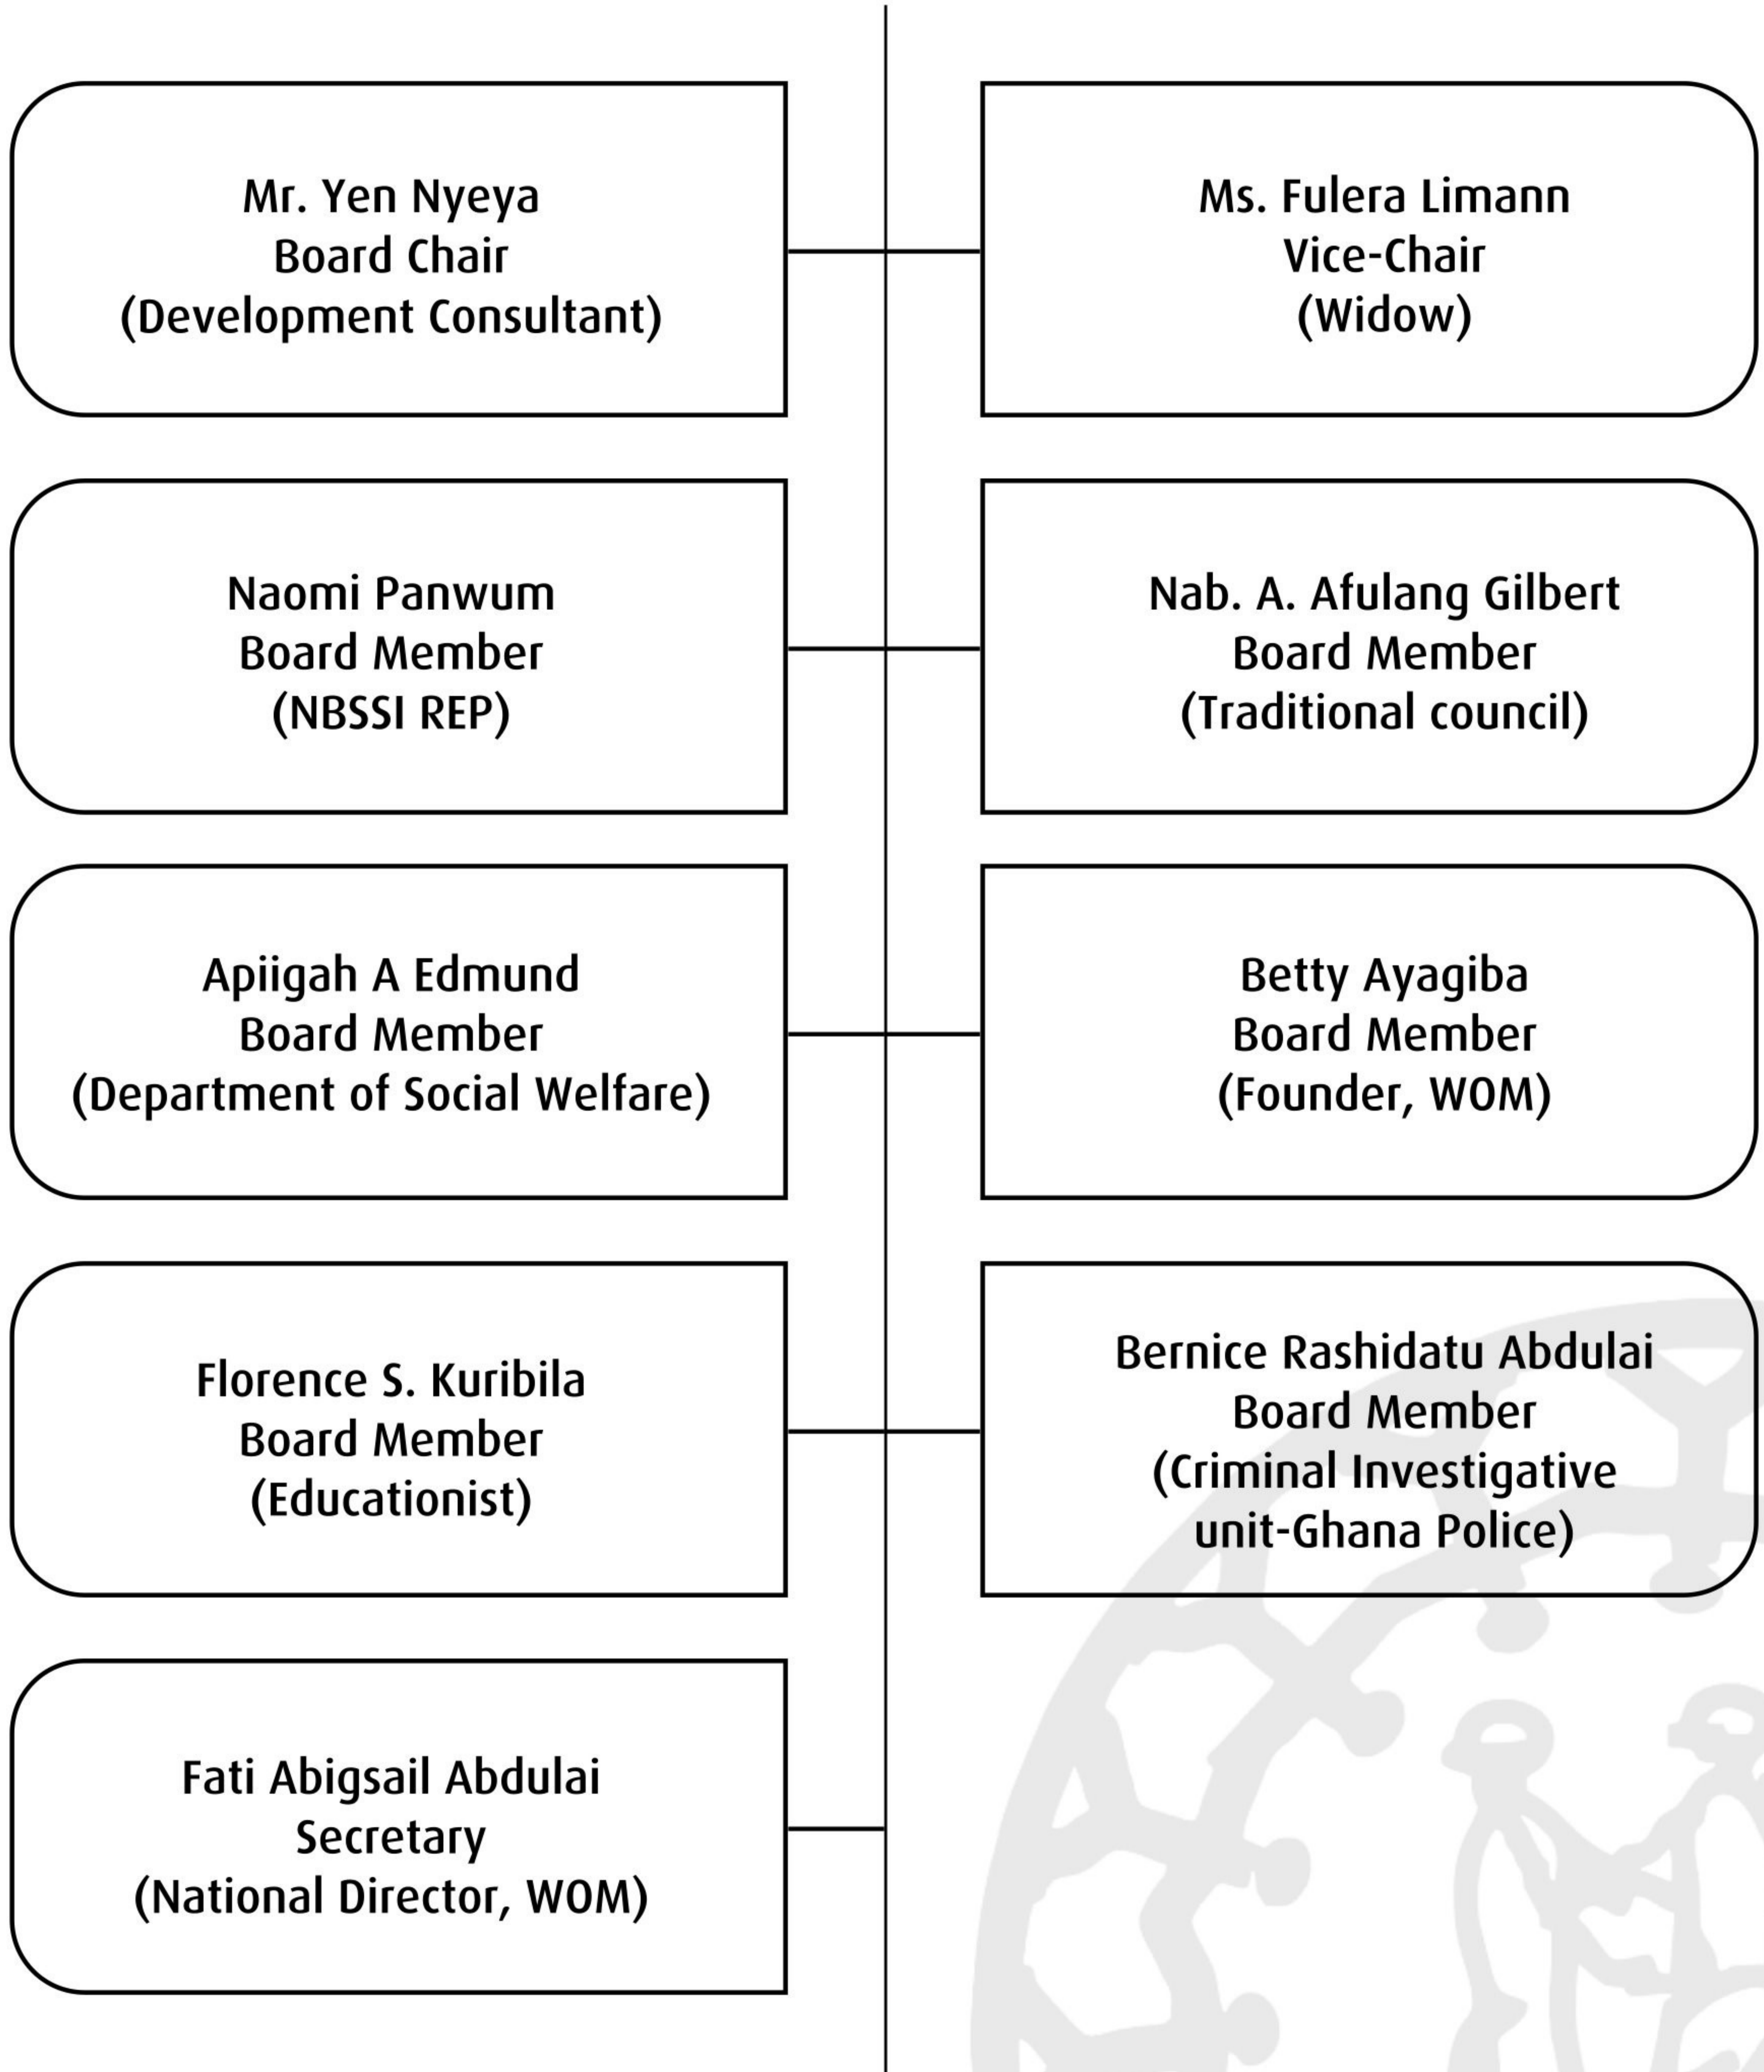 Mr. Yen Nyeya
Board Chair
(Development Consultant)
Ms. Fulera Limann
Vice-Chair
(Widow)
Naomi Panwum
Board Member
(NBSSI REP)
Nab. A. Afulang Gilbert
Board Member
(Traditional council)
Apiigah A Edmund
Board Member
(Department of Social Welfare)
Betty Ayagiba
Board Member
(Founder, WOM)
Florence S. Kuribila
Board Member
(Educationist)
Bernice Rashidatu Abdulai
Board Member
(Criminal Investigative
unit-Ghana Police)
Fati Abigsail Abdulai
Secretary
(National Director, WOM)